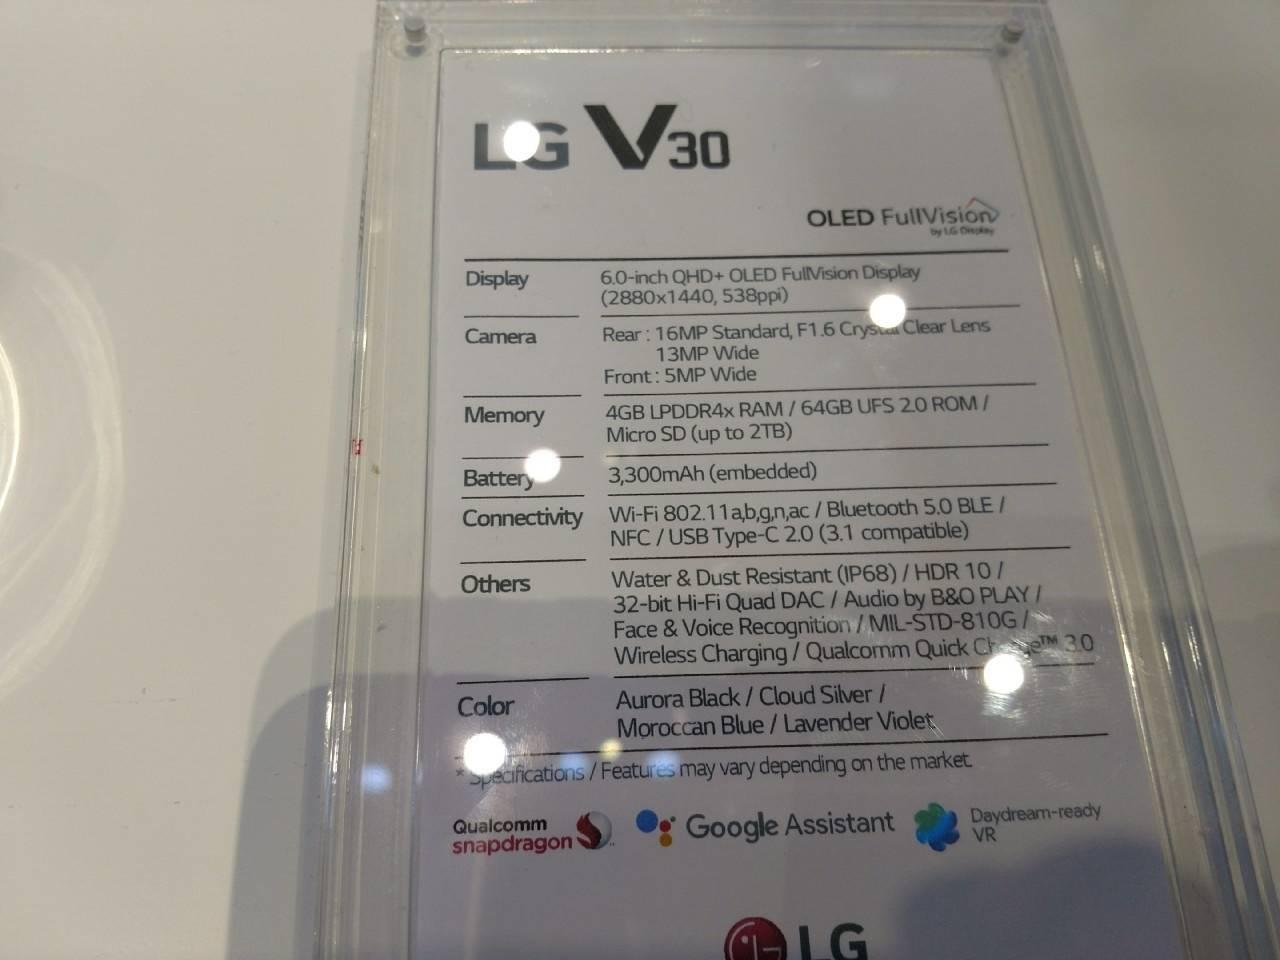 LG V30
OLED FullVision
by LG Display
Display 6.0-inch QHD+ OLED FullVision Display
(2880x1440, 538ppi)
Camera Rear : 16MP Standard, F1.6 Crystal Clear Lens
13MP Wide
Front : 5MP Wide
Memory 4GB LPDDR4x RAM / 64GB UFS 2.0 ROM /
Micro SD (up to 2TB)
Battery 3,300mAh (embedded)
Connectivity Wi-Fi 802.11a,b,g,n,ac / Bluetooth 5.0 BLE /
NFC / USB Type-C 2.0 (3.1 compatible)
Others Water & Dust Resistant (IP68) / HDR 10 /
32-bit Hi-Fi Quad DAC / Audio by B&O PLAY /
Face & Voice Recognition / MIL-STD-810G /
Wireless Charging / Qualcomm Quick Charge™ 3.0
Color Aurora Black / Cloud Silver /
Moroccan Blue / Lavender Violet
* Specifications / Features may vary depending on the market.
Qualcomm
snapdragon
Google Assistant
Daydream-ready
VR
LG